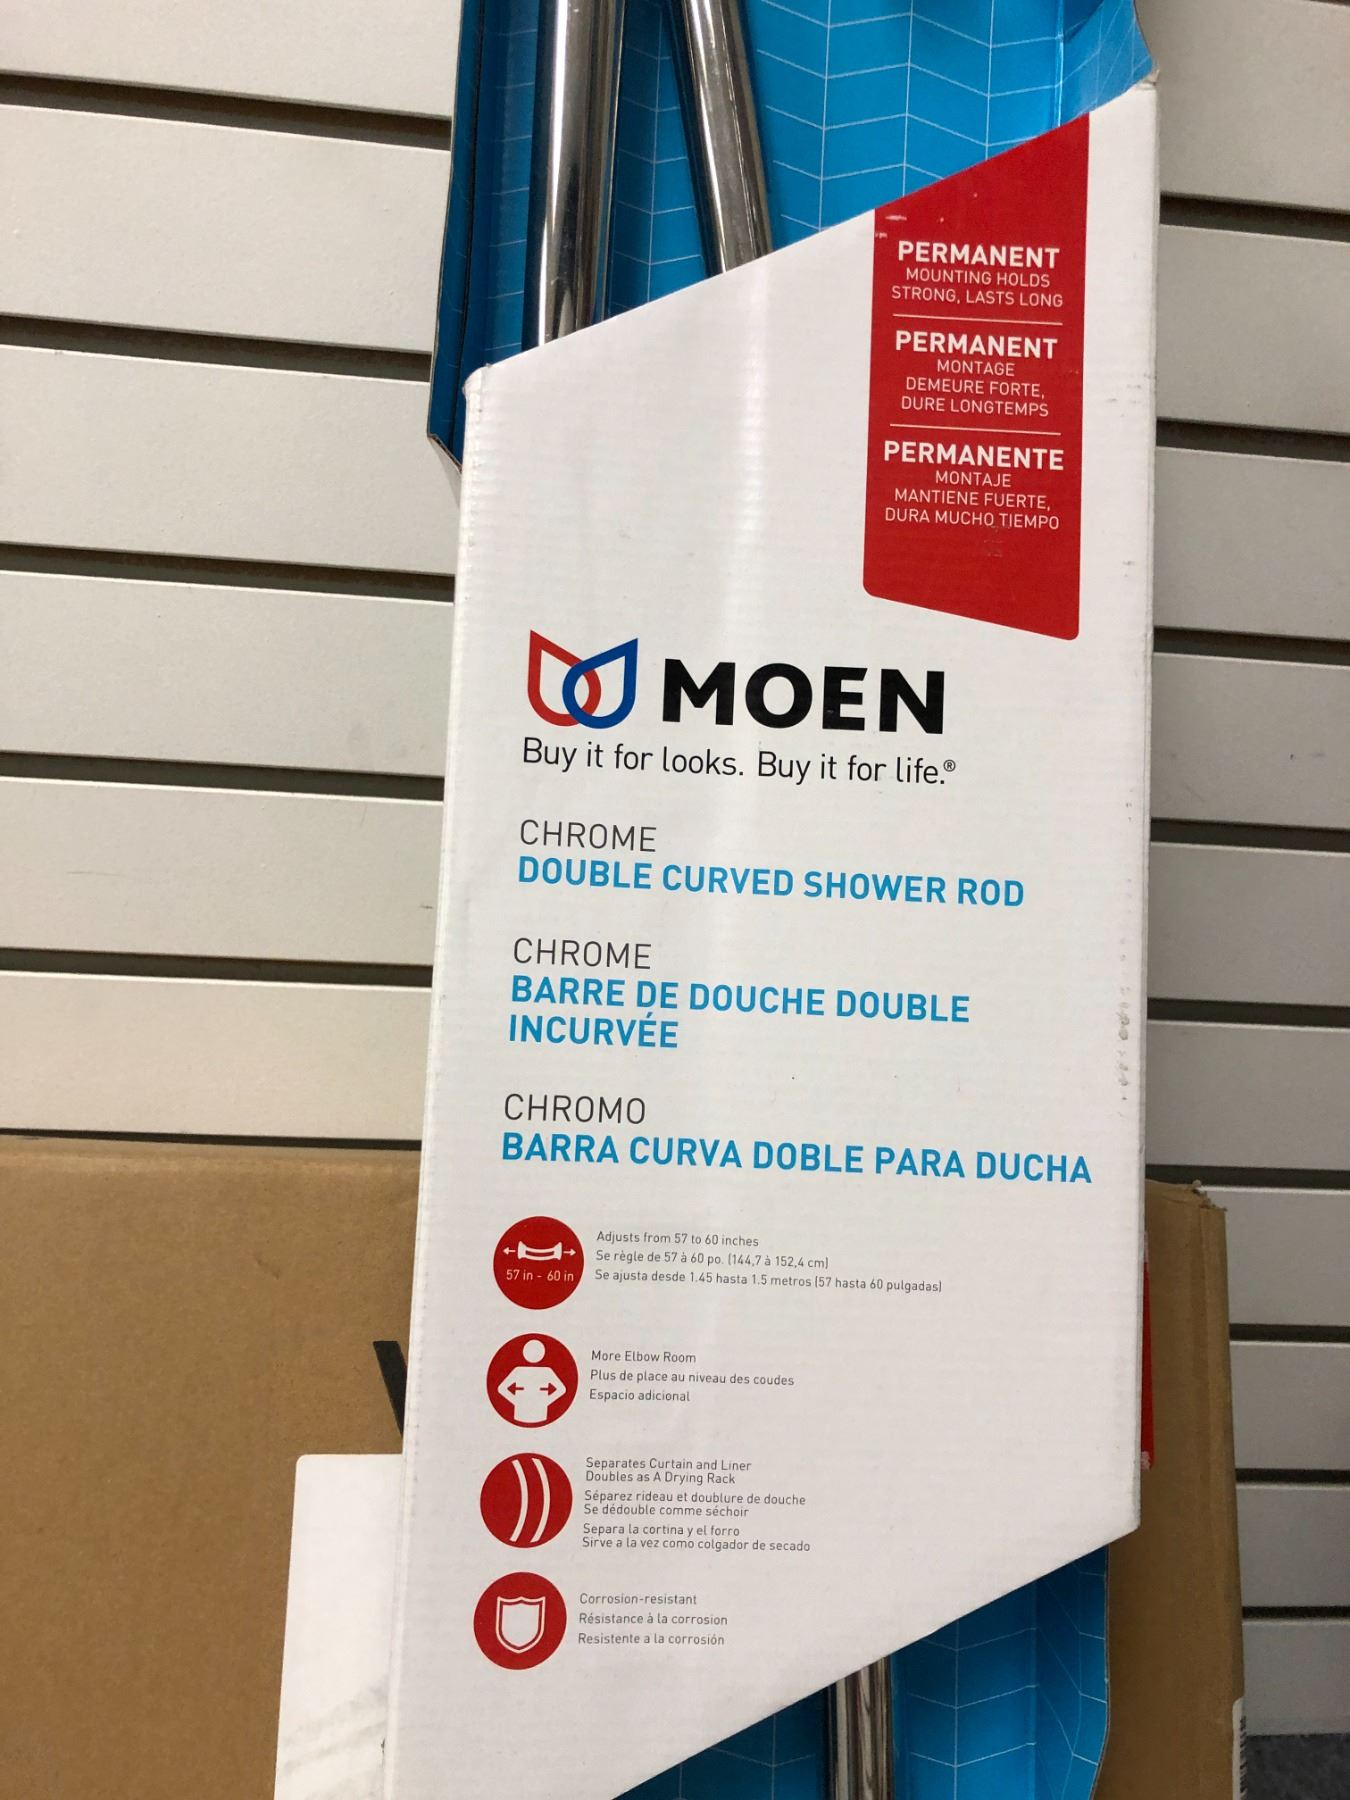 PERMANENT
MOUNTING HOLDS
STRONG, LASTS LONG
PERMANENT
MONTAGE
DEMEURE FORTE,
DURE LONGTEMPS
PERMANENTE
MONTAJE
MANTIENE FUERTE,
DURA MUCHO TIEMPO
MOEN
Buy it for looks. Buy it for life.®
CHROME
DOUBLE CURVED SHOWER ROD
CHROME
BARRE DE DOUCHE DOUBLE
INCURVÉE
CHROMO
BARRA CURVA DOBLE PARA DUCHA
57 in - 60 in
Adjusts from 57 to 60 inches
Se règle de 57 à 60 po. (144,7 à 152,4 cm)
Se ajusta desde 1.45 hasta 1.5 metros (57 hasta 60 pulgadas)
More Elbow Room
Plus de place au niveau des coudes
Espacio adicional
Separates Curtain and Liner
Doubles as A Drying Rack
Séparez rideau et doublure de douche
Se dédouble comme séchoir
Separa la cortina y el forro
Sirve a la vez como colgador de secado
Corrosion-resistant
Résistance à la corrosion
Resistente a la corrosión